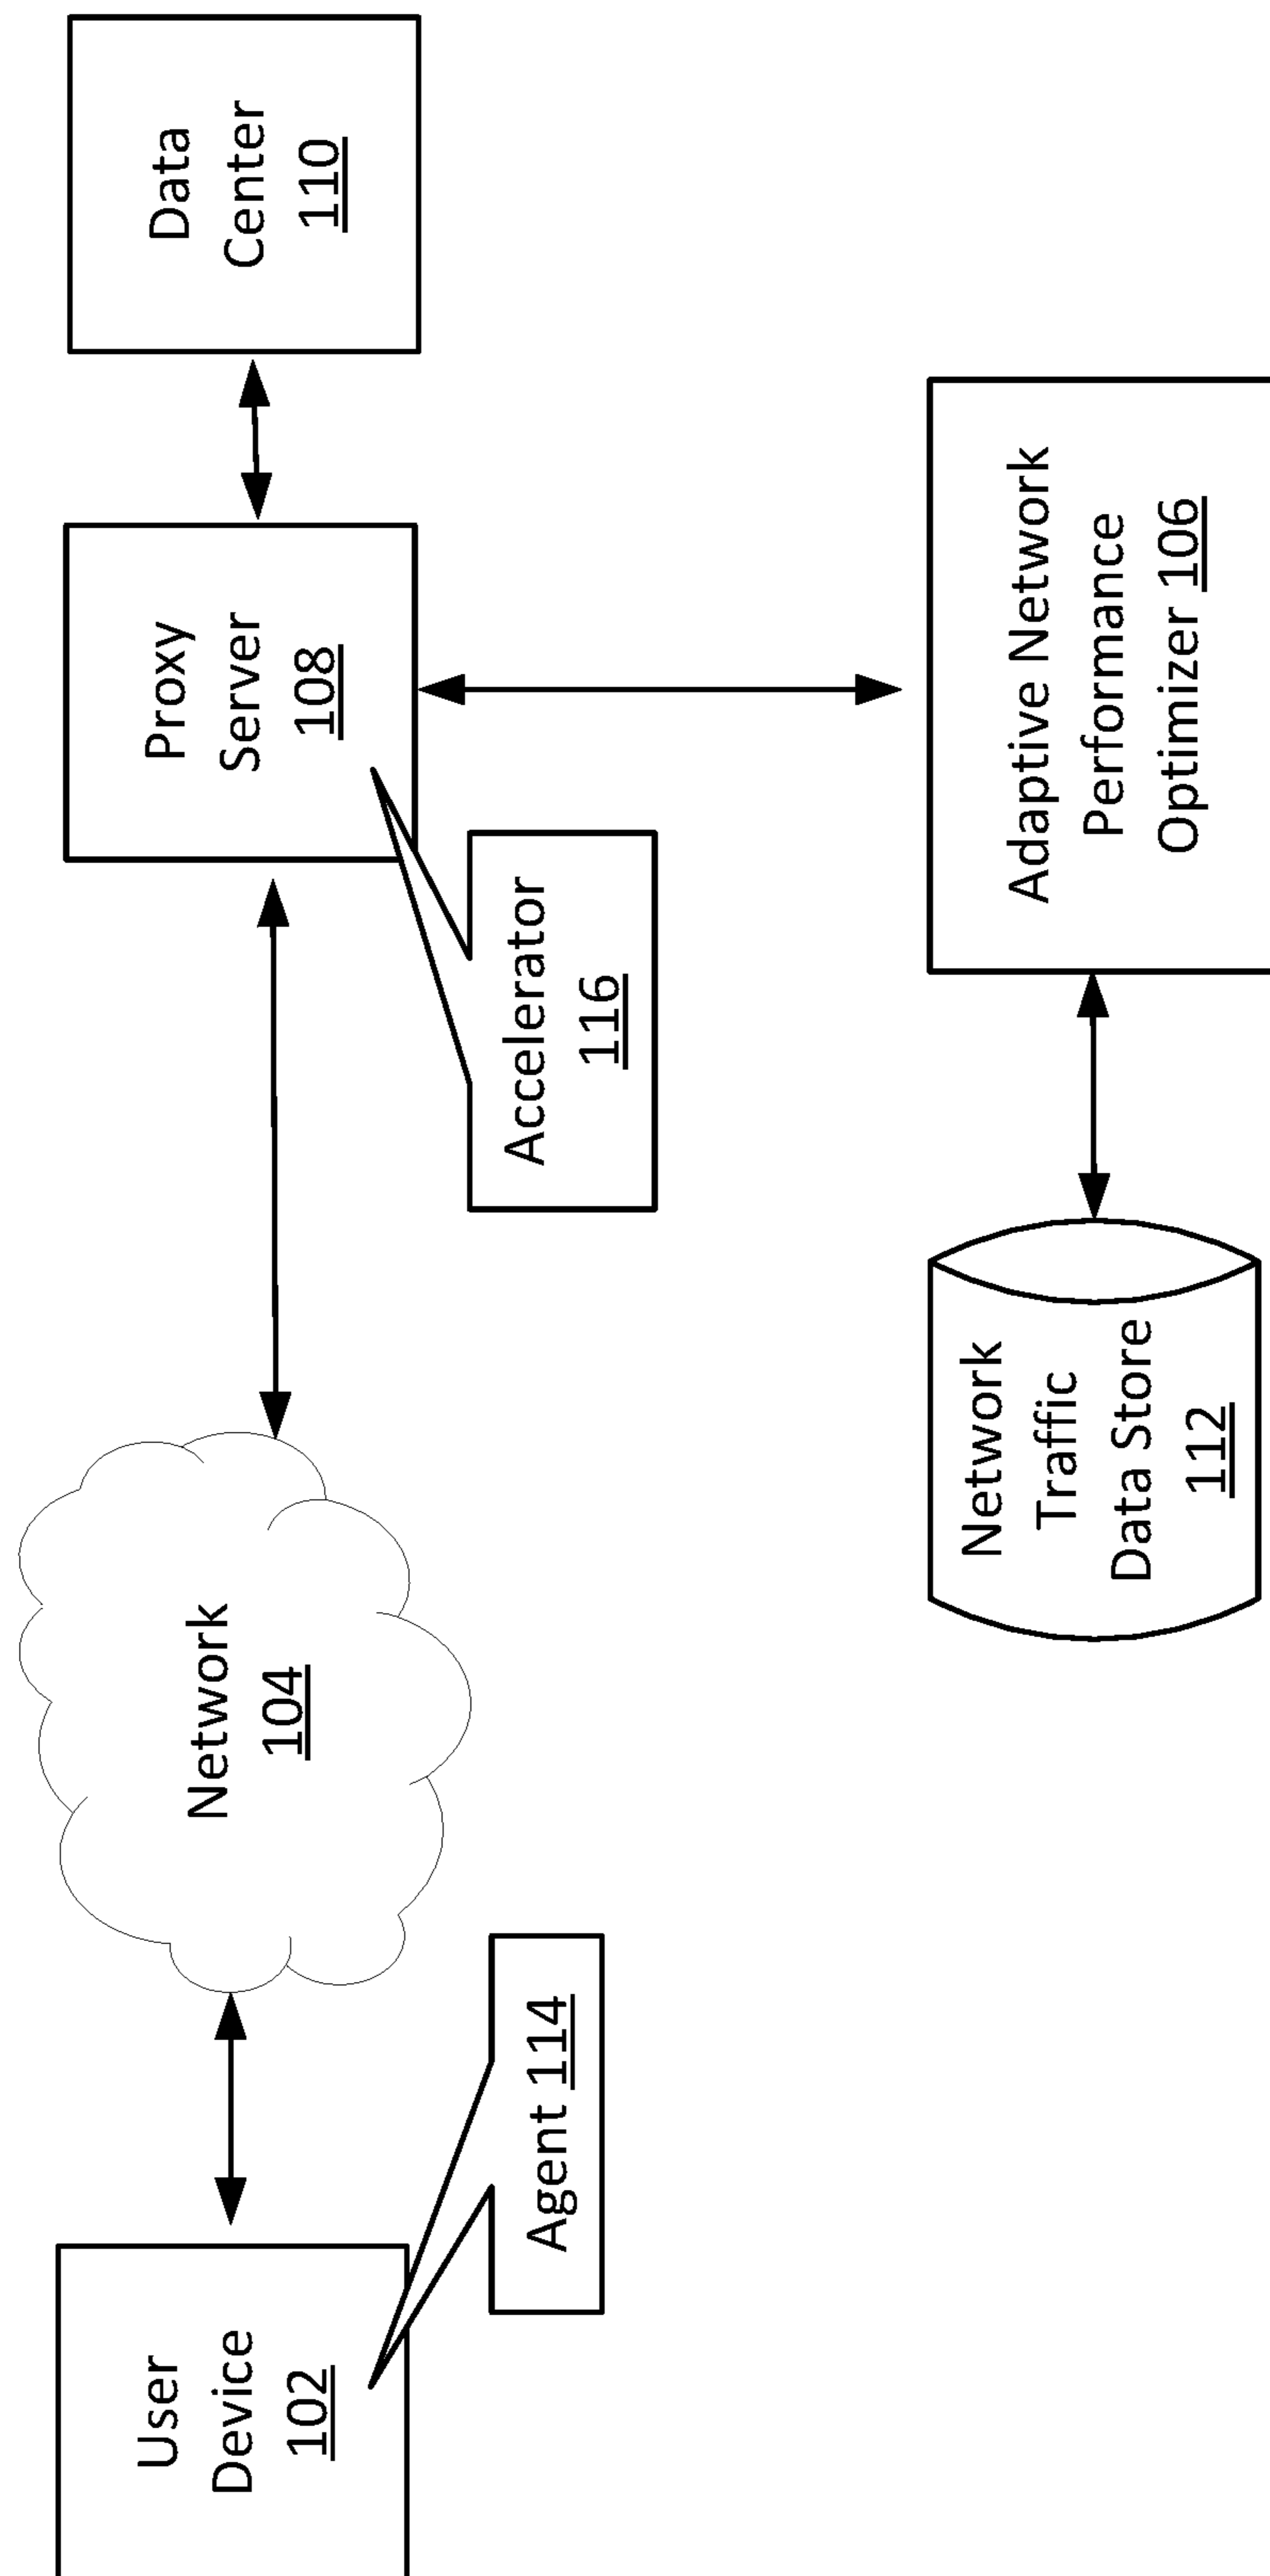 User
Device
102
Agent 114
Network
104
Proxy
Server
108
Accelerator
116
Data
Center
110
Network
Traffic
Data Store
112
Adaptive Network
Performance
Optimizer 106